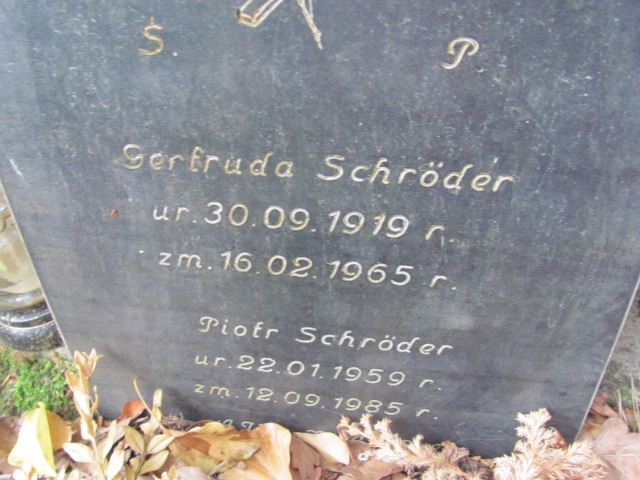 Ś. P.
Gertruda Schröder
ur. 30.09.1919 r.
zm. 16.02.1965 r.
Piotr Schröder
ur. 22.01.1959 r.
zm. 12.09.1985 r.